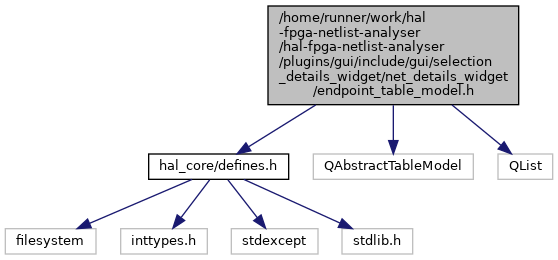 /home/runner/work/hal
-fpga-netlist-analyser
/hal-fpga-netlist-analyser
/plugins/gui/include/gui/selection
_details_widget/net_details_widget
/endpoint_table_model.h
hal_core/defines.h
QAbstractTableModel
QList
filesystem
inttypes.h
stdexcept
stdlib.h